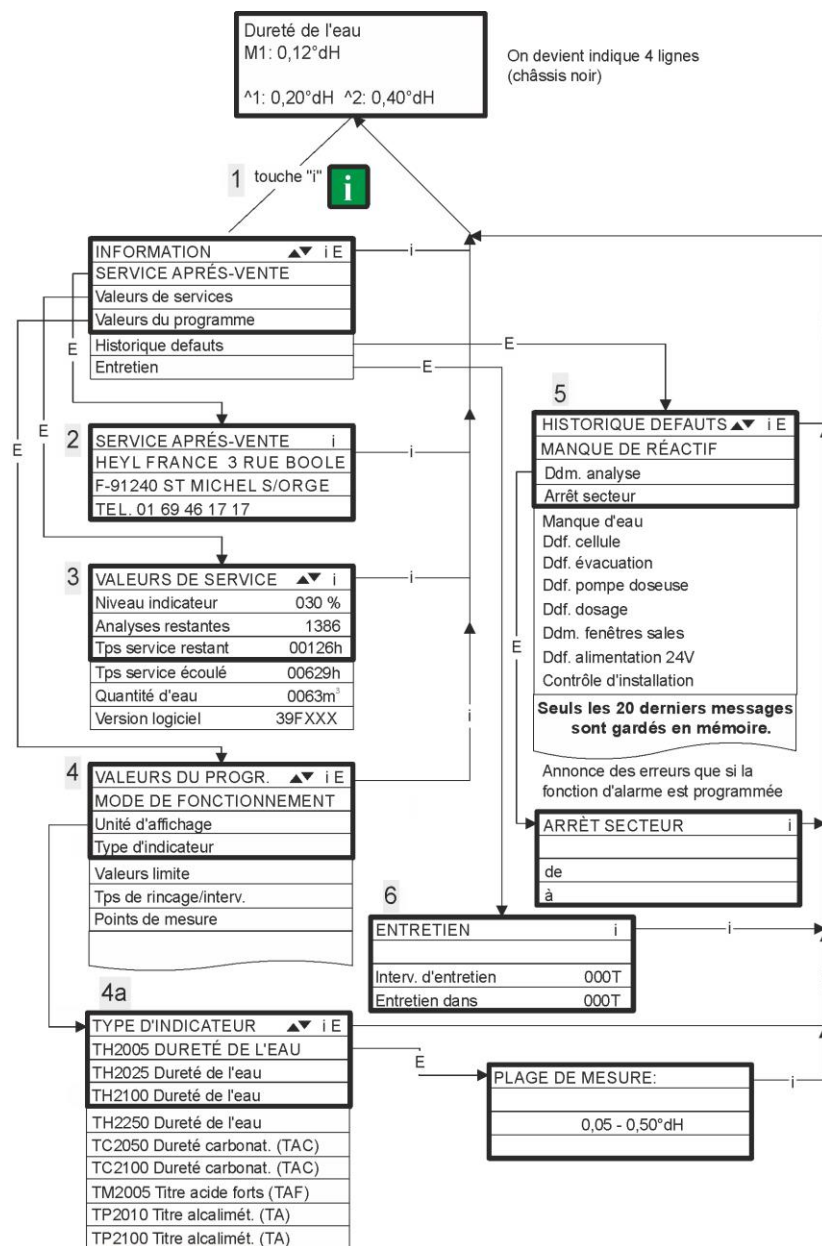 Dureté de l'eau
M1: 0,12°dH
^1: 0,20°dH ^2: 0,40°dH
On devient indique 4 lignes
(châssis noir)
1 touche "i" i
INFORMATION ▲▼ i E
SERVICE APRÉS-VENTE
Valeurs de services
Valeurs du programme
Historique defauts
Entretien
i
E
E
E
E
E
2
SERVICE APRÉS-VENTE i
HEYL FRANCE 3 RUE BOOLE
F-91240 ST MICHEL S/ORGE
TEL. 01 69 46 17 17
i
3
VALEURS DE SERVICE ▲▼ i
Niveau indicateur 030 %
Analyses restantes 1386
Tps service restant 00126h
Tps service écoulé 00629h
Quantité d'eau 0063m³
Version logiciel 39FXXX
i
4
VALEURS DU PROGR. ▲▼ i E
MODE DE FONCTIONNEMENT
Unité d'affichage
Type d'indicateur
Valeurs limite
Tps de rincage/interv.
Points de mesure
i
4a
TYPE D'INDICATEUR ▲▼ i E
TH2005 DURETÉ DE L'EAU
TH2025 Dureté de l'eau
TH2100 Dureté de l'eau
TH2250 Dureté de l'eau
TC2050 Dureté carbonat. (TAC)
TC2100 Dureté carbonat. (TAC)
TM2005 Titre acide forts (TAF)
TP2010 Titre alcalimét. (TA)
TP2100 Titre alcalimét. (TA)
E
PLAGE DE MESURE:
0,05 - 0,50°dH
i
5
HISTORIQUE DEFAUTS ▲▼ i E
MANQUE DE RÉACTIF
Ddm. analyse
Arrêt secteur
Manque d'eau
Ddf. cellule
Ddf. évacuation
Ddf. pompe doseuse
Ddf. dosage
Ddm. fenêtres sales
Ddf. alimentation 24V
Contrôle d'installation
Seuls les 20 derniers messages
sont gardés en mémoire.
E
Annonce des erreurs que si la
fonction d'alarme est programmée
ARRÈT SECTEUR i
de
à
6
ENTRETIEN i
Interv. d'entretien 000T
Entretien dans 000T
i